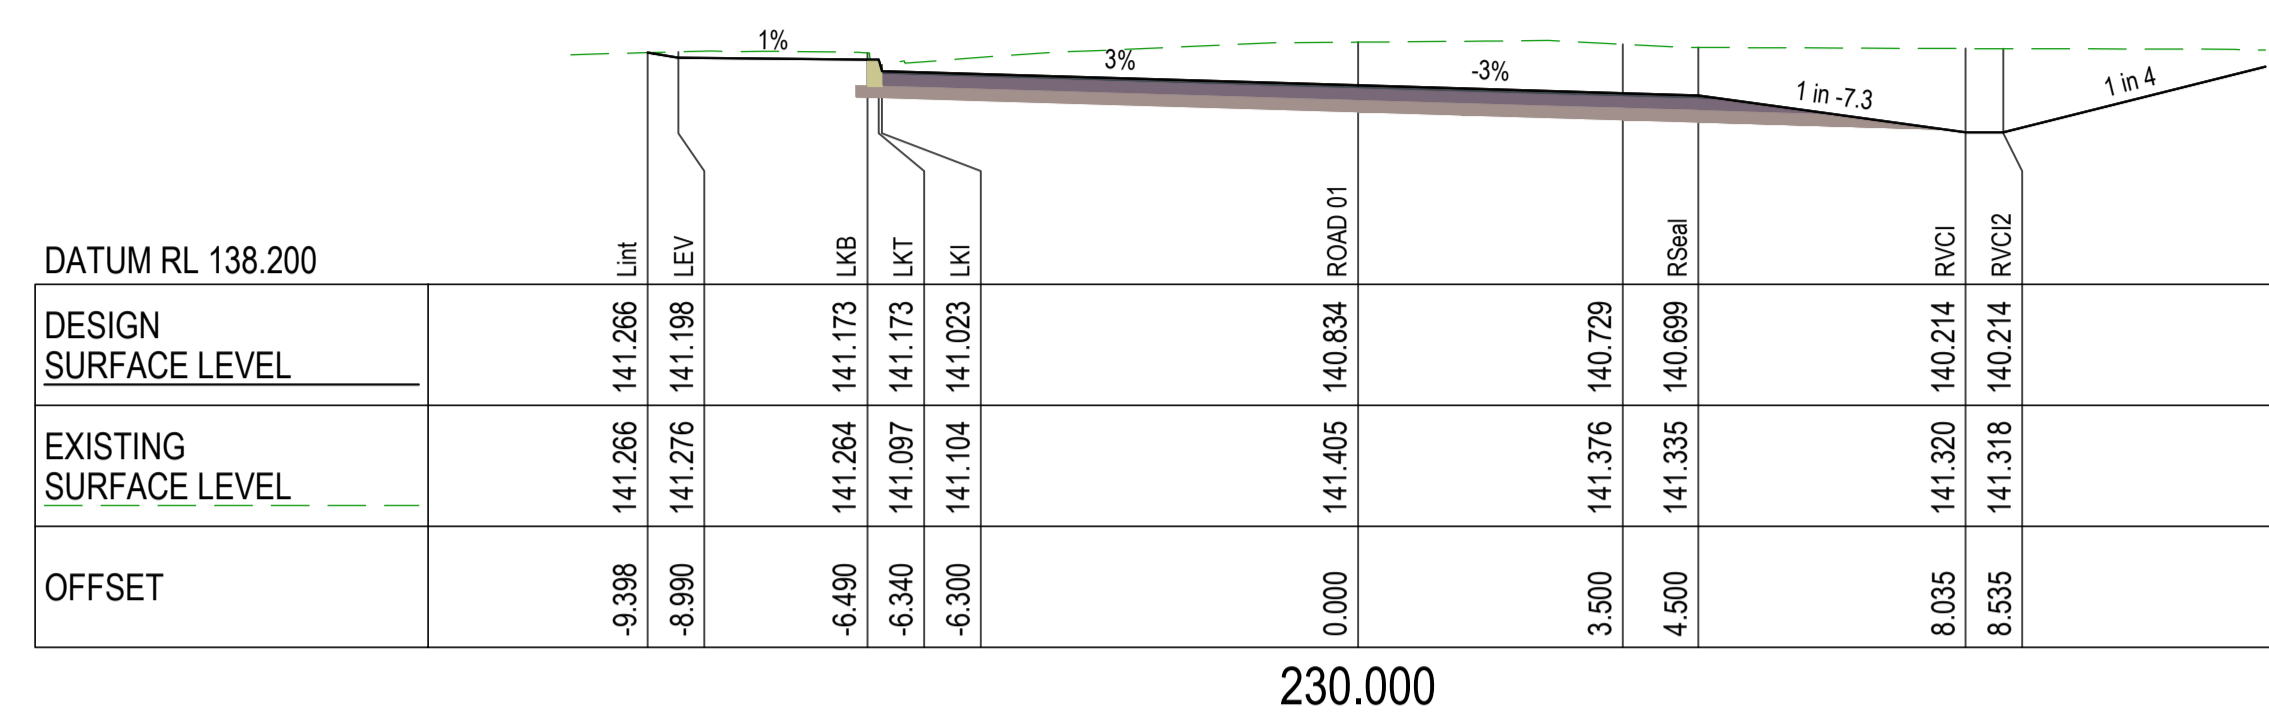 1%
3%
-3%
1 in -7.3
1 in 4
DATUM RL 138.200
Lint
LEV
LKB
LKT
LKI
ROAD 01
RSeal
RVCI
RVCI2
DESIGN
SURFACE LEVEL
141.266
141.198
141.173
141.173
141.023
140.834
140.729
140.699
140.214
140.214
EXISTING
SURFACE LEVEL
141.266
141.276
141.264
141.097
141.104
141.405
141.376
141.335
141.320
141.318
OFFSET
-9.398
-8.990
-6.490
-6.340
-6.300
0.000
3.500
4.500
8.035
8.535
230.000